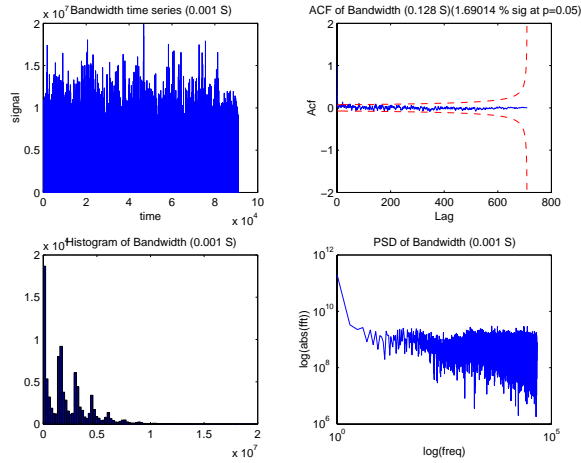 x 10^7
Bandwidth time series (0.001 S)
2
1.5
1
0.5
0
signal
0 2 4 6 8 10
time
x 10^4
ACF of Bandwidth (0.128 S)(1.69014 % sig at p=0.05)
2
1
0
−1
−2
Acf
0 200 400 600 800
Lag
x 10^4
Histogram of Bandwidth (0.001 S)
2
1.5
1
0.5
0
0 0.5 1 1.5 2
x 10^7
PSD of Bandwidth (0.001 S)
10^12
10^10
10^8
10^6
log(abs(fft))
10^0 10^5
log(freq)